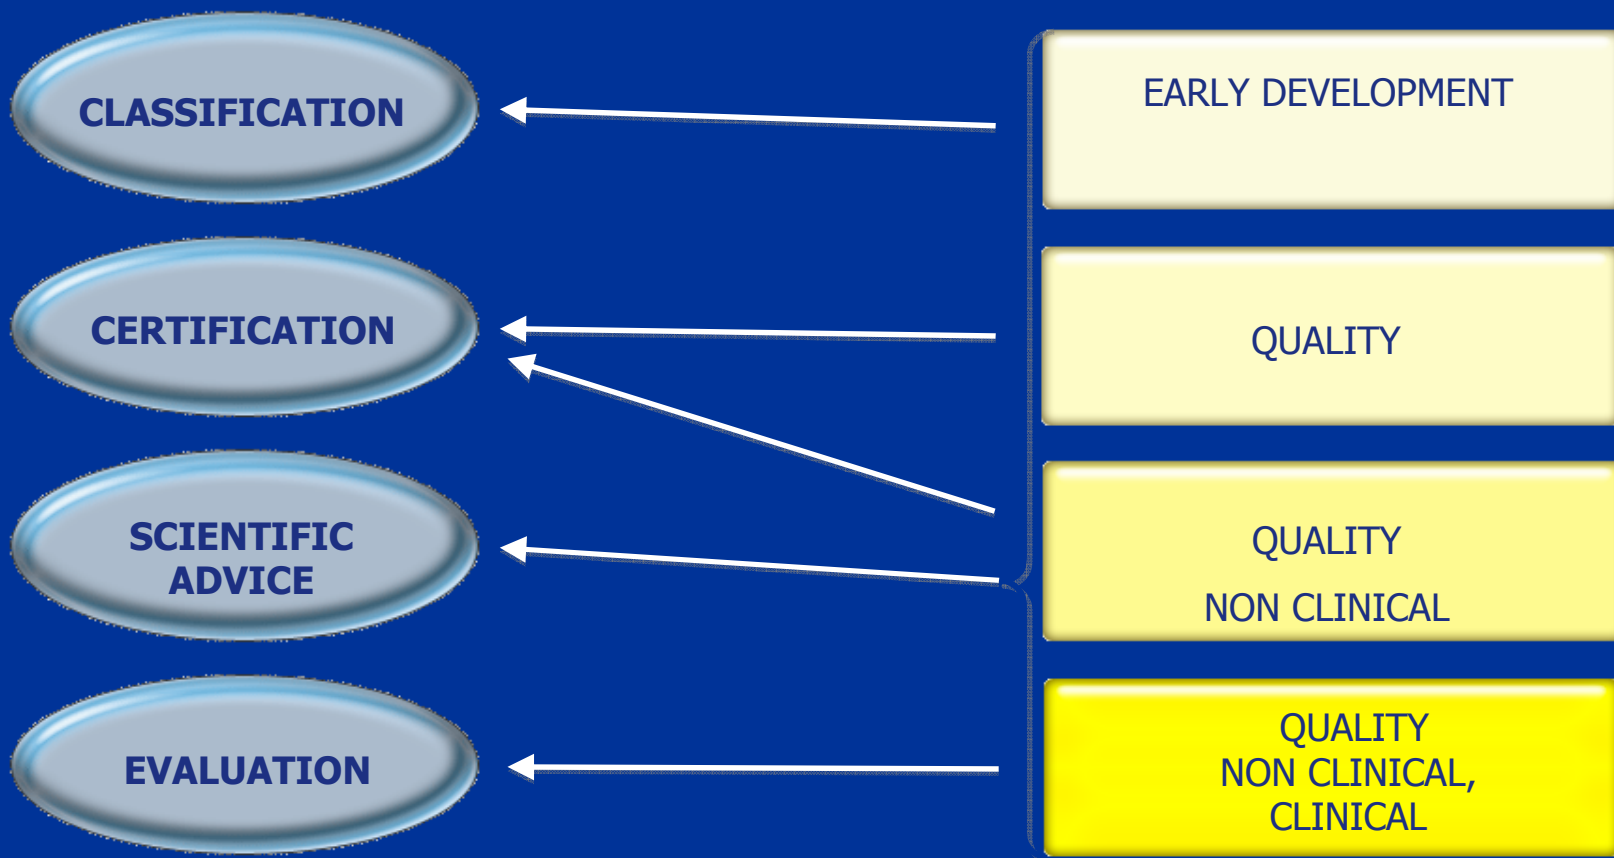 CLASSIFICATION
EARLY DEVELOPMENT
CERTIFICATION
QUALITY
SCIENTIFIC
ADVICE
QUALITY
NON CLINICAL
EVALUATION
QUALITY
NON CLINICAL,
CLINICAL